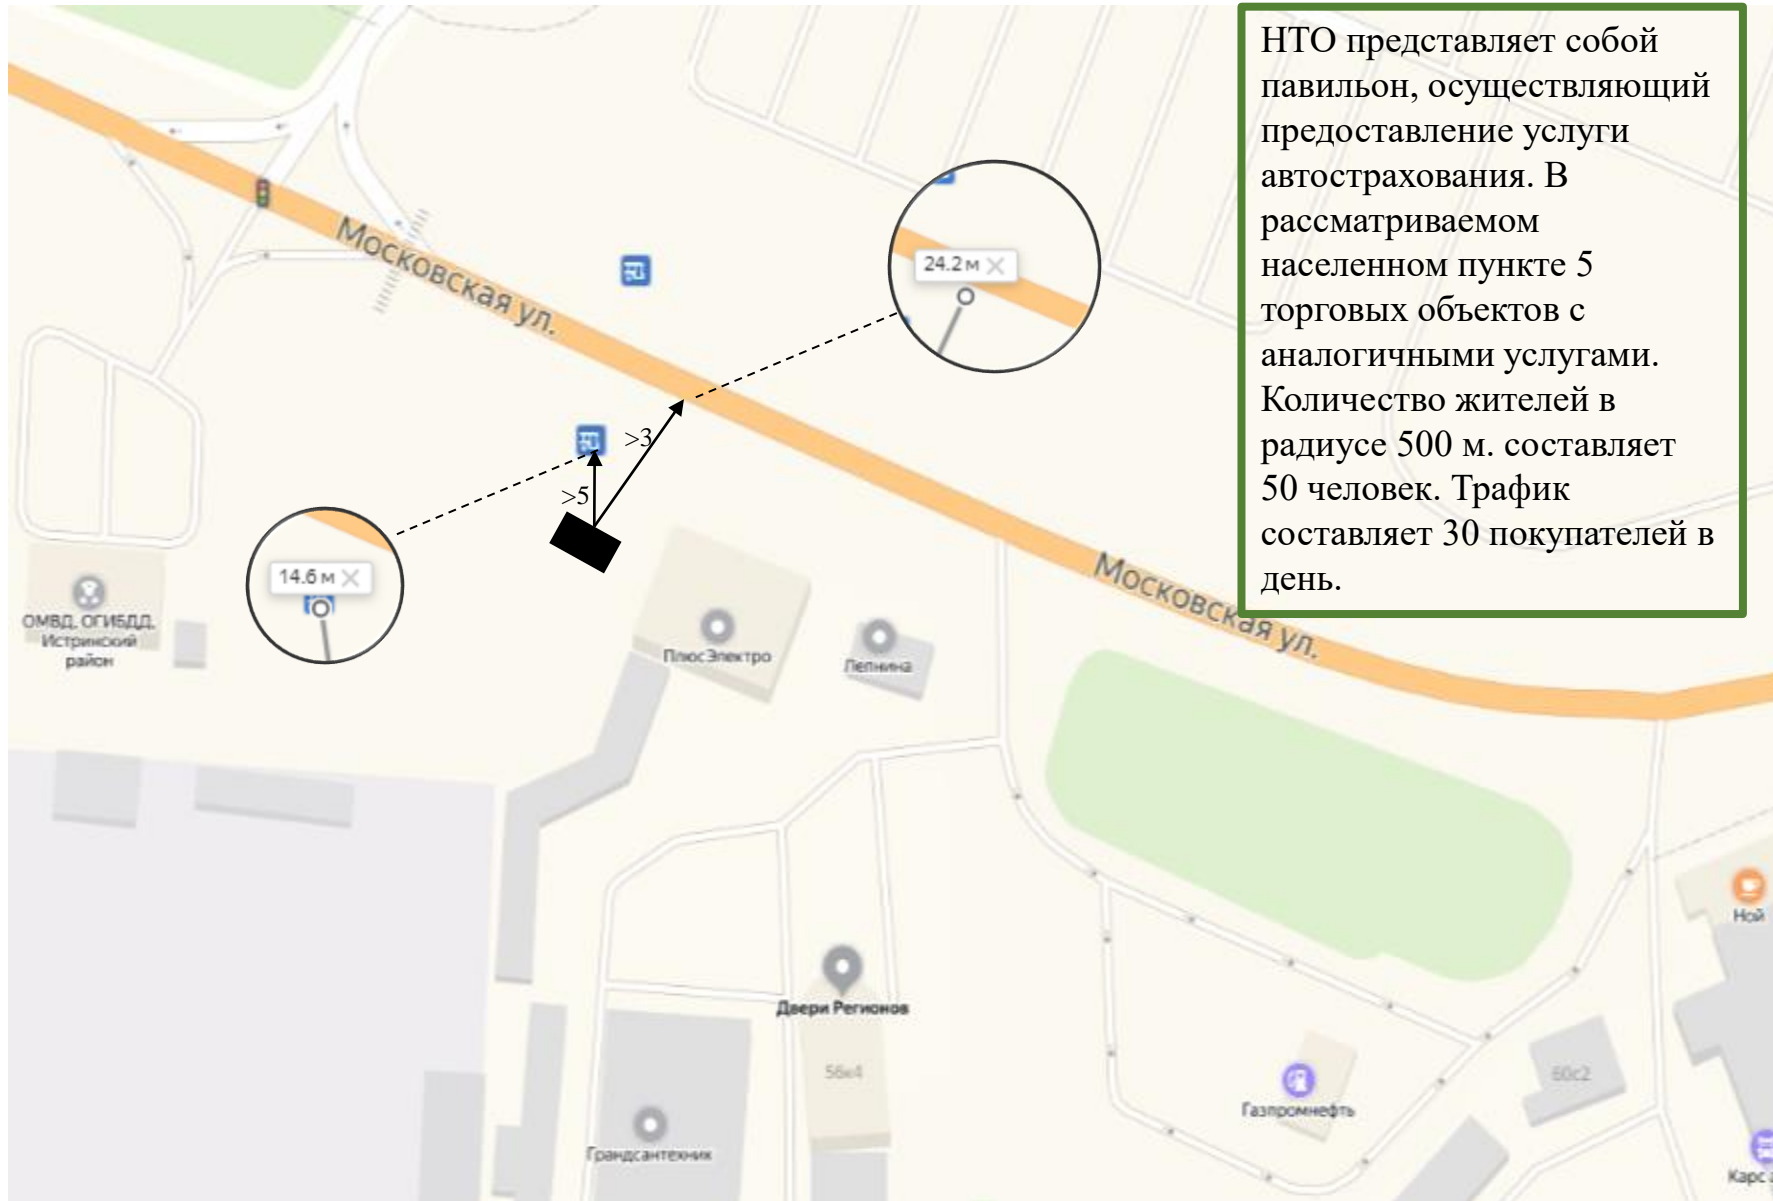 НТО представляет собой
павильон, осуществляющий
предоставление услуги
автострахования. В
рассматриваемом
населенном пункте 5
торговых объектов с
аналогичными услугами.
Количество жителей в
радиусе 500 м. составляет
50 человек. Трафик
составляет 30 покупателей в
день.
Московская ул.
24.2 м
>3
>5
14.6 м
ОМВД, ОГИБДД,
Истринский
район
ПлюсЭлектро
Лепнина
Московская ул.
Ной
Двери Регионов
56к4
60с2
Газпромнефть
Грандсантехник
Карс